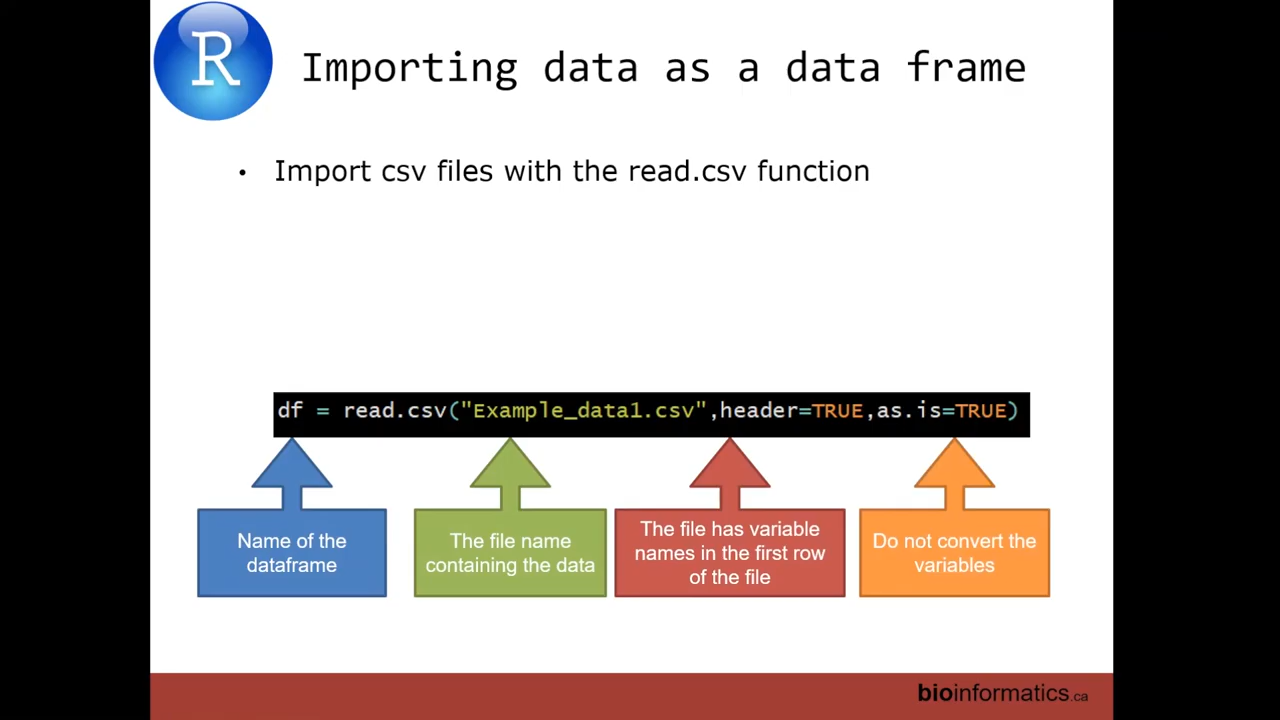 R
Importing data as a data frame
• Import csv files with the read.csv function
df = read.csv("Example_data1.csv",header=TRUE,as.is=TRUE)
Name of the
dataframe
The file name
containing the data
The file has variable
names in the first row
of the file
Do not convert the
variables
bioinformatics.ca